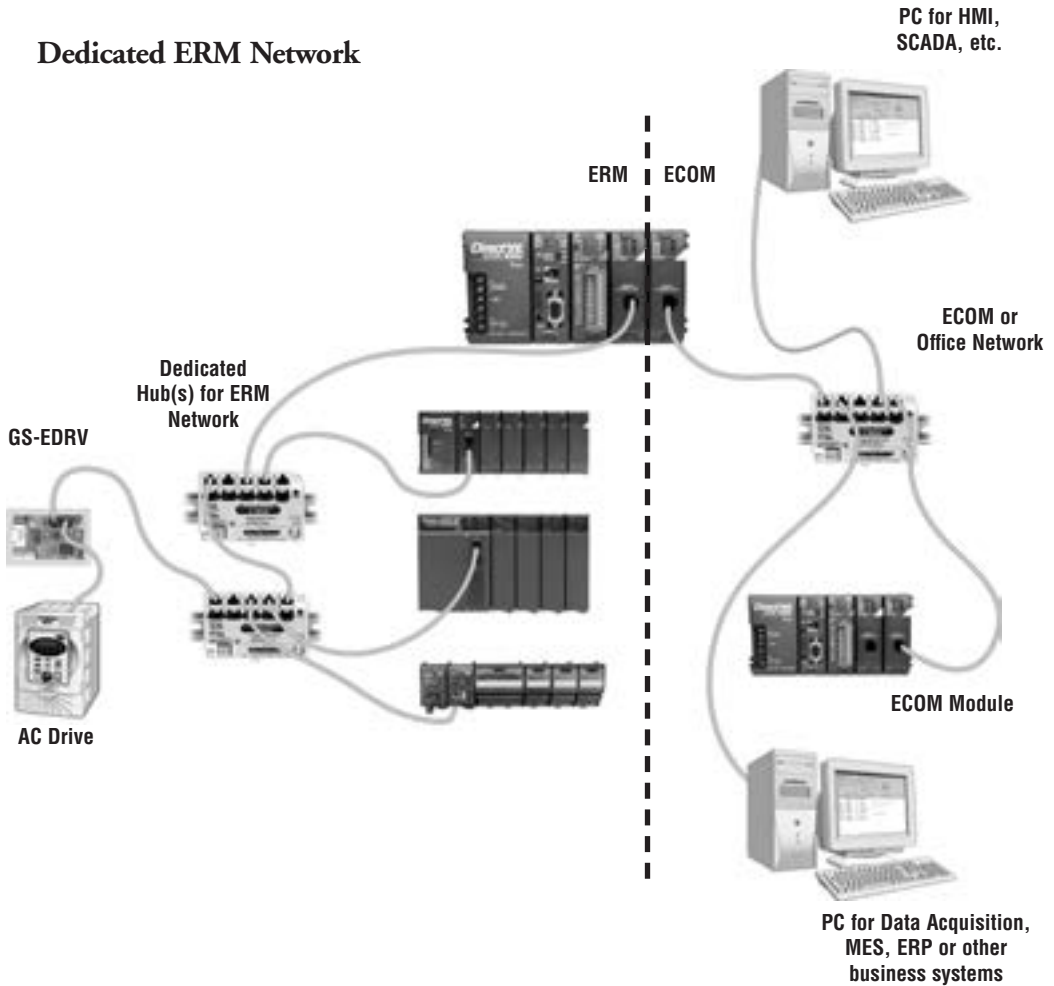 Dedicated ERM Network
PC for HMI,
SCADA, etc.
ERM
ECOM
ECOM or
Office Network
Dedicated
Hub(s) for ERM
Network
GS-EDRV
AC Drive
ECOM Module
PC for Data Acquisition,
MES, ERP or other
business systems